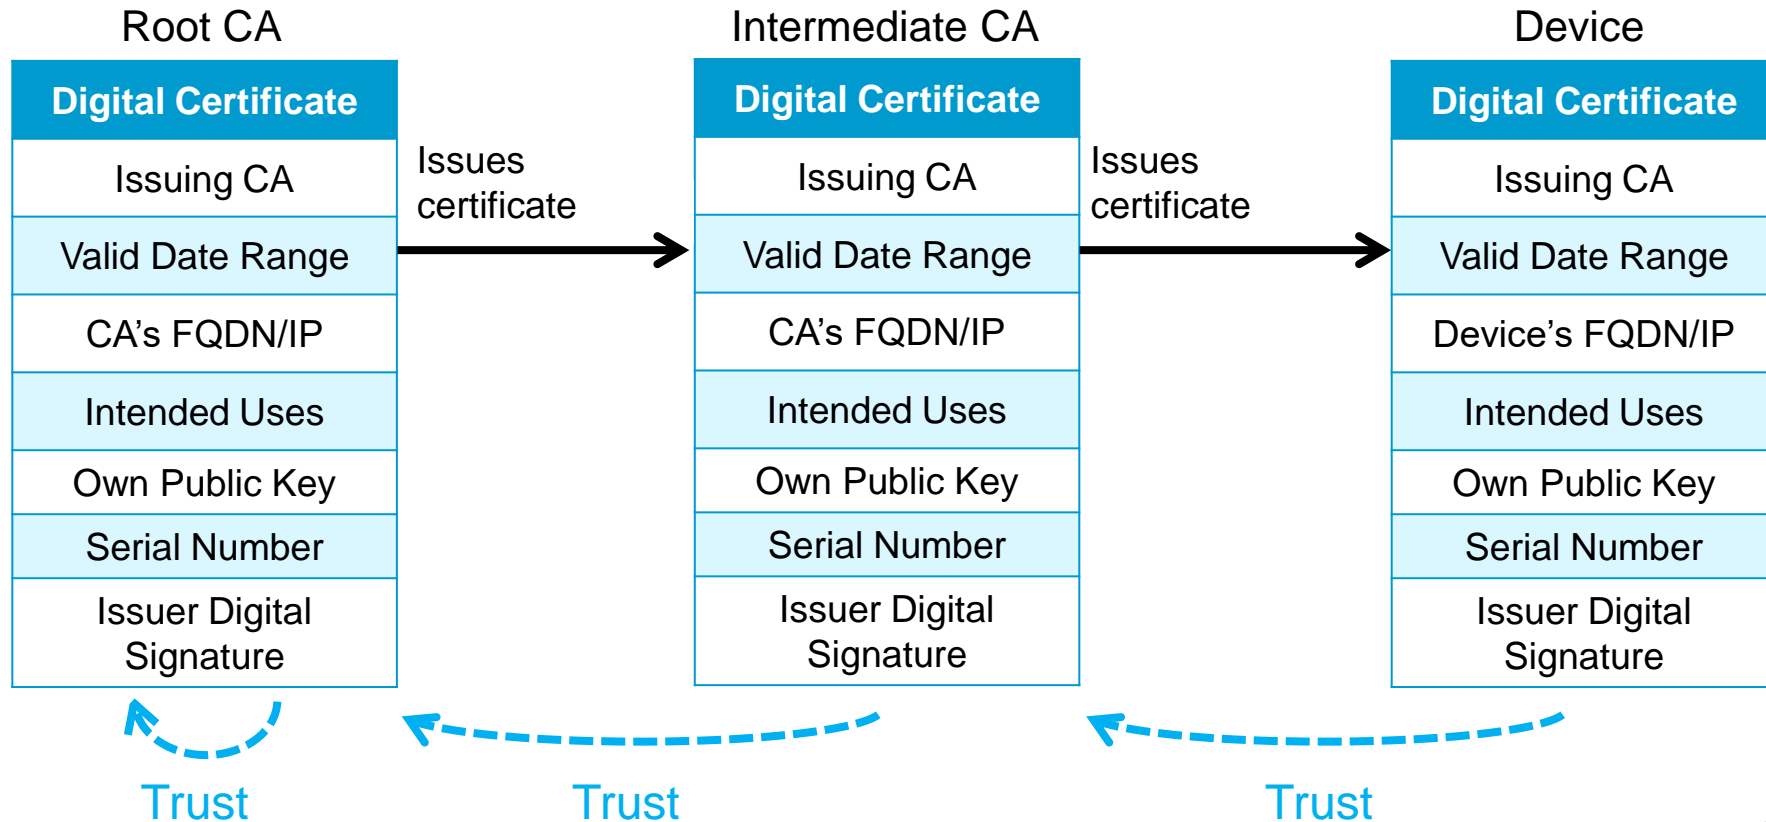 Root CA
Intermediate CA
Device
Digital Certificate
Issuing CA
Valid Date Range
CA's FQDN/IP
Intended Uses
Own Public Key
Serial Number
Issuer Digital
Signature
Issues
certificate
Digital Certificate
Issuing CA
Valid Date Range
CA's FQDN/IP
Intended Uses
Own Public Key
Serial Number
Issuer Digital
Signature
Issues
certificate
Digital Certificate
Issuing CA
Valid Date Range
Device's FQDN/IP
Intended Uses
Own Public Key
Serial Number
Issuer Digital
Signature
Trust
Trust
Trust